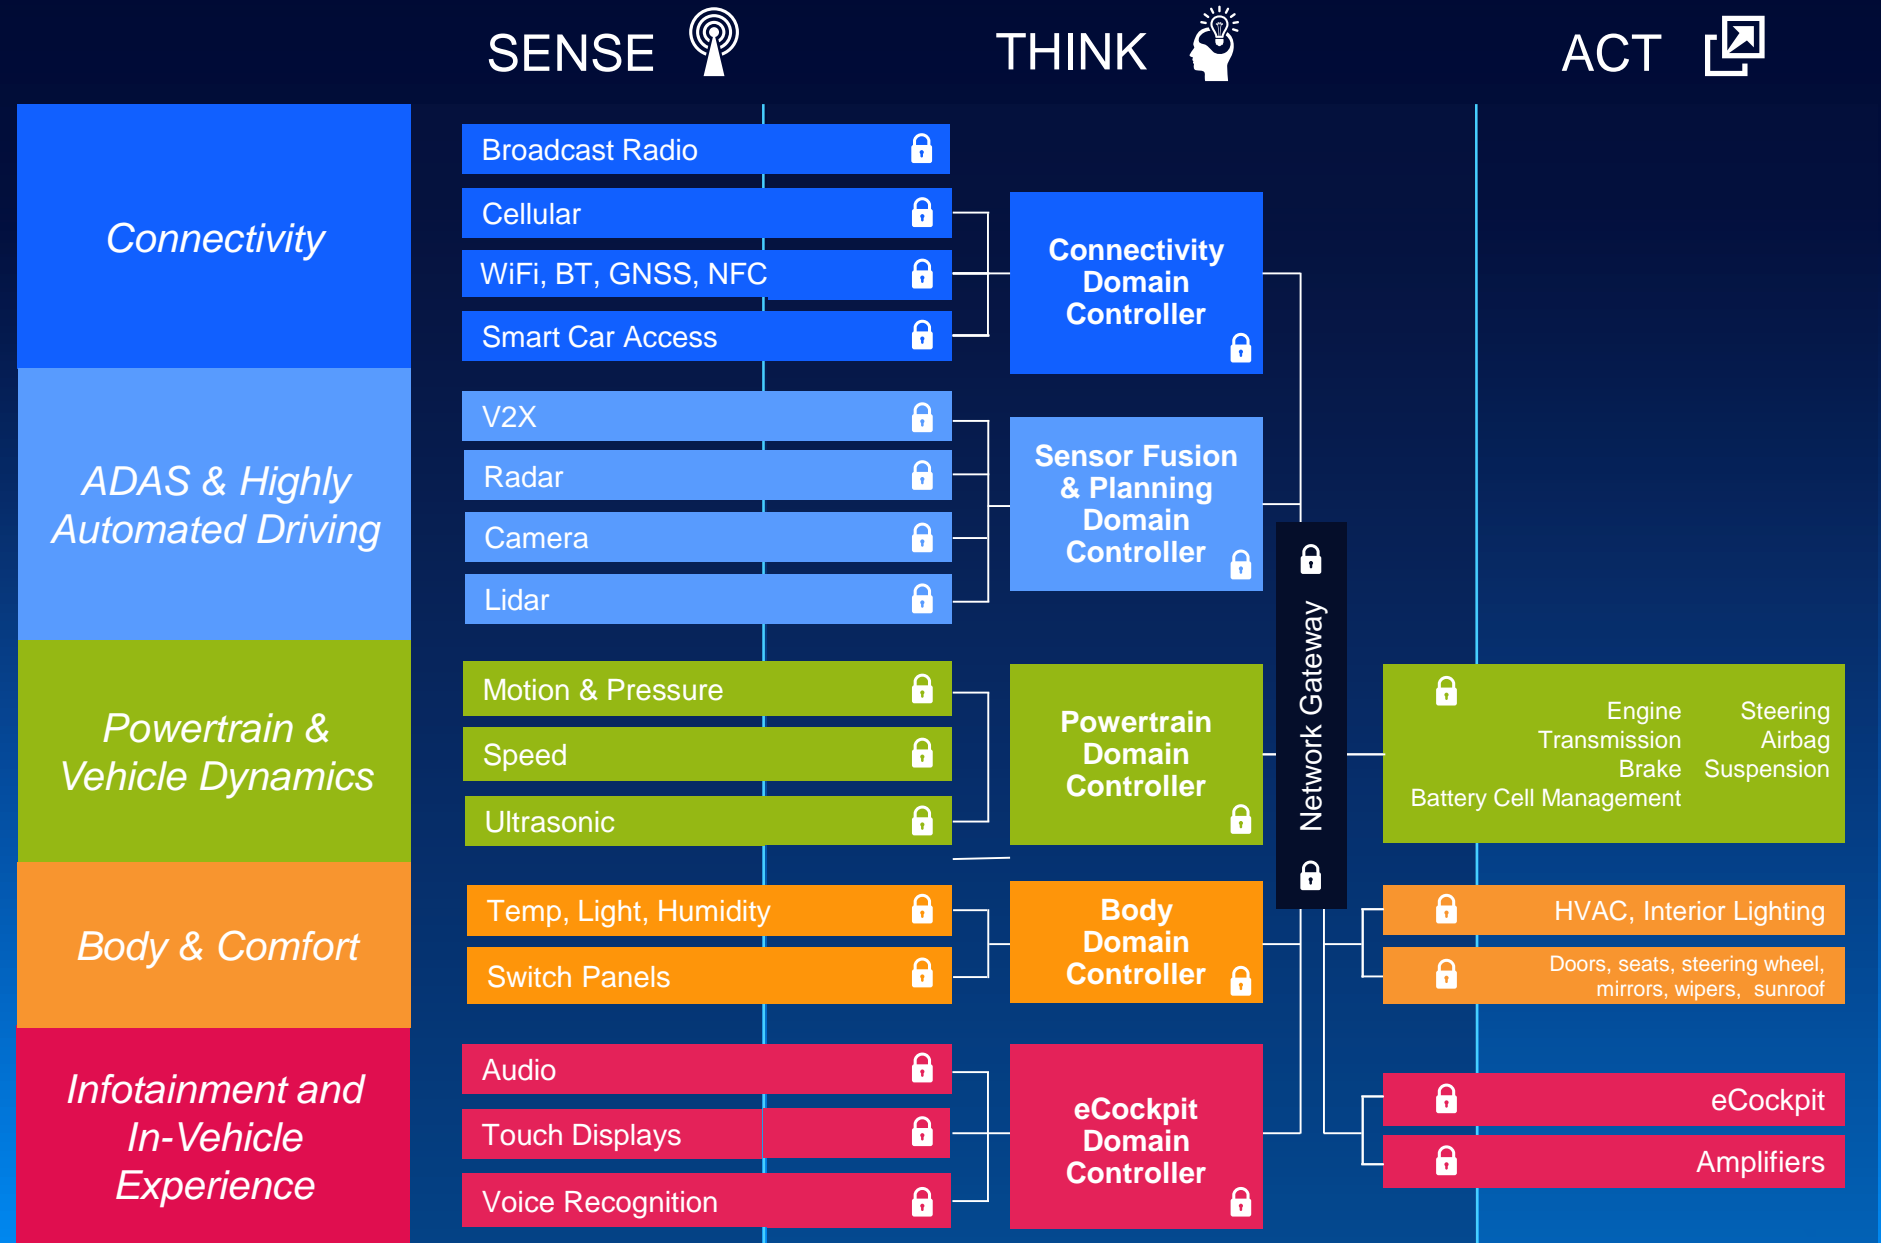 SENSE
THINK
ACT
Connectivity
Broadcast Radio
Cellular
WiFi, BT, GNSS, NFC
Smart Car Access
Connectivity
Domain
Controller
ADAS & Highly
Automated Driving
V2X
Radar
Camera
Lidar
Sensor Fusion
& Planning
Domain
Controller
Network Gateway
Powertrain &
Vehicle Dynamics
Motion & Pressure
Speed
Ultrasonic
Powertrain
Domain
Controller
Engine Steering
Transmission Airbag
Brake Suspension
Battery Cell Management
Body & Comfort
Temp, Light, Humidity
Switch Panels
Body
Domain
Controller
HVAC, Interior Lighting
Doors, seats, steering wheel,
mirrors, wipers, sunroof
Infotainment and
In-Vehicle
Experience
Audio
Touch Displays
Voice Recognition
eCockpit
Domain
Controller
eCockpit
Amplifiers